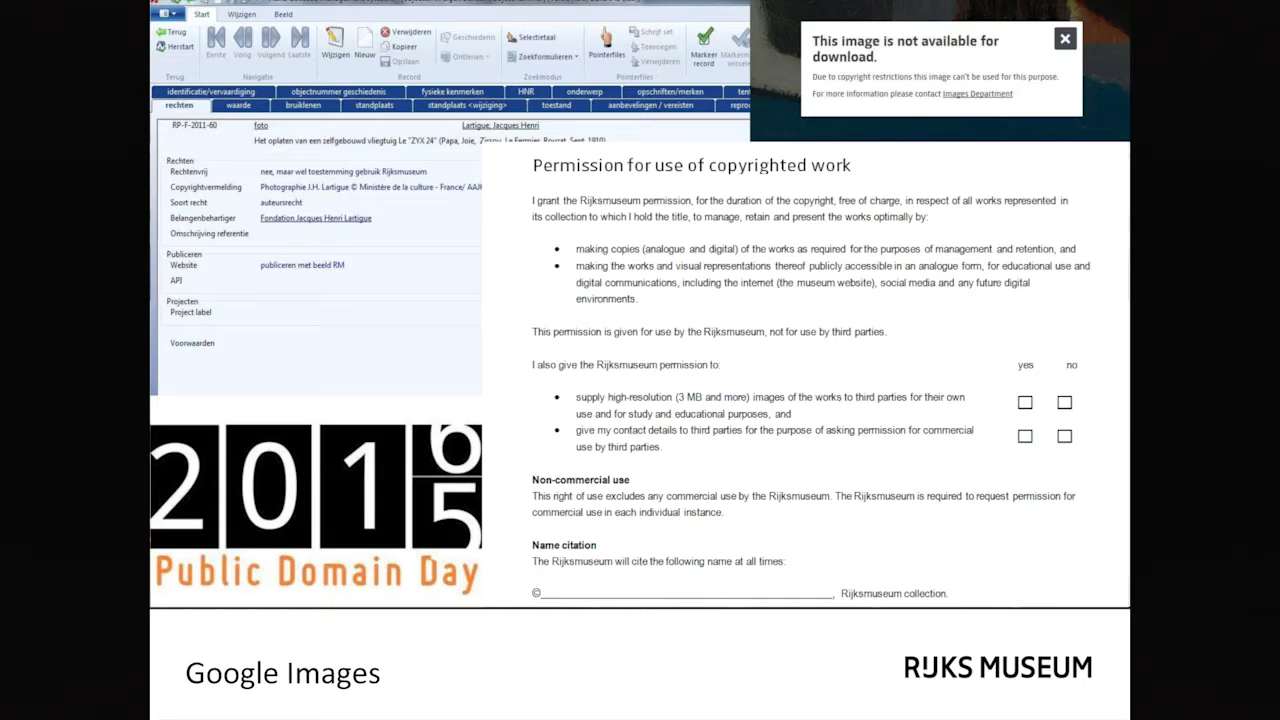 Start Wijzigen Beeld
Terug
Herstart
Eerste Vorige Volgend Laatste
Wijzigen Nieuw
Verwijderen
Kopieer
Opslaan
Geschiedenis
Ontlenen
Selectietaal
Zoekformulieren
Pointerfiles
Schrijf set
Toevoegen
Verwijderen
Markeer
record
Terug Navigatie Record Zoekmodus Pointerfiles
identificatie/vervaardiging objectnummer geschiedenis fysieke kenmerken HNR onderwerp opschriften/merken
rechten waarde bruiklenen standplaats standplaats <wijziging> toestand aanbevelingen / vereisten
RP-F-2011-60 foto Lartigue, Jacques Henri
Het oplaten van een zelfgebouwd vliegtuig Le "ZYX 24" (Papa, Joie,
Rechten
Rechtenvrij nee, maar wel toestemming gebruik Rijksmuseum
Copyrightvermelding Photographie J.H. Lartigue © Ministère de la culture - France/
Soort recht auteursrecht
Belangenbehartiger Fondation Jacques Henri Lartigue
Omschrijving referentie
Publiceren
Website publiceren met beeld RM
API
Projecten
Project label
Voorwaarden
This image is not available for
download.
Due to copyright restrictions this image can't be used for this purpose.
For more information please contact Images Department
Permission for use of copyrighted work
I grant the Rijksmuseum permission, for the duration of the copyright, free of charge, in respect of all works represented in
its collection to which I hold the title, to manage, retain and present the works optimally by:
• making copies (analogue and digital) of the works as required for the purposes of management and retention, and
• making the works and visual representations thereof publicly accessible in an analogue form, for educational use and
digital communications, including the internet (the museum website), social media and any future digital
environments.
This permission is given for use by the Rijksmuseum, not for use by third parties.
I also give the Rijksmuseum permission to: yes no
• supply high-resolution (3 MB and more) images of the works to third parties for their own
use and for study and educational purposes, and
• give my contact details to third parties for the purpose of asking permission for commercial
use by third parties.
Non-commercial use
This right of use excludes any commercial use by the Rijksmuseum. The Rijksmuseum is required to request permission for
commercial use in each individual instance.
Name citation
The Rijksmuseum will cite the following name at all times:
©____________________, Rijksmuseum collection.
2016
5
Public Domain Day
Google Images
RIJKS MUSEUM